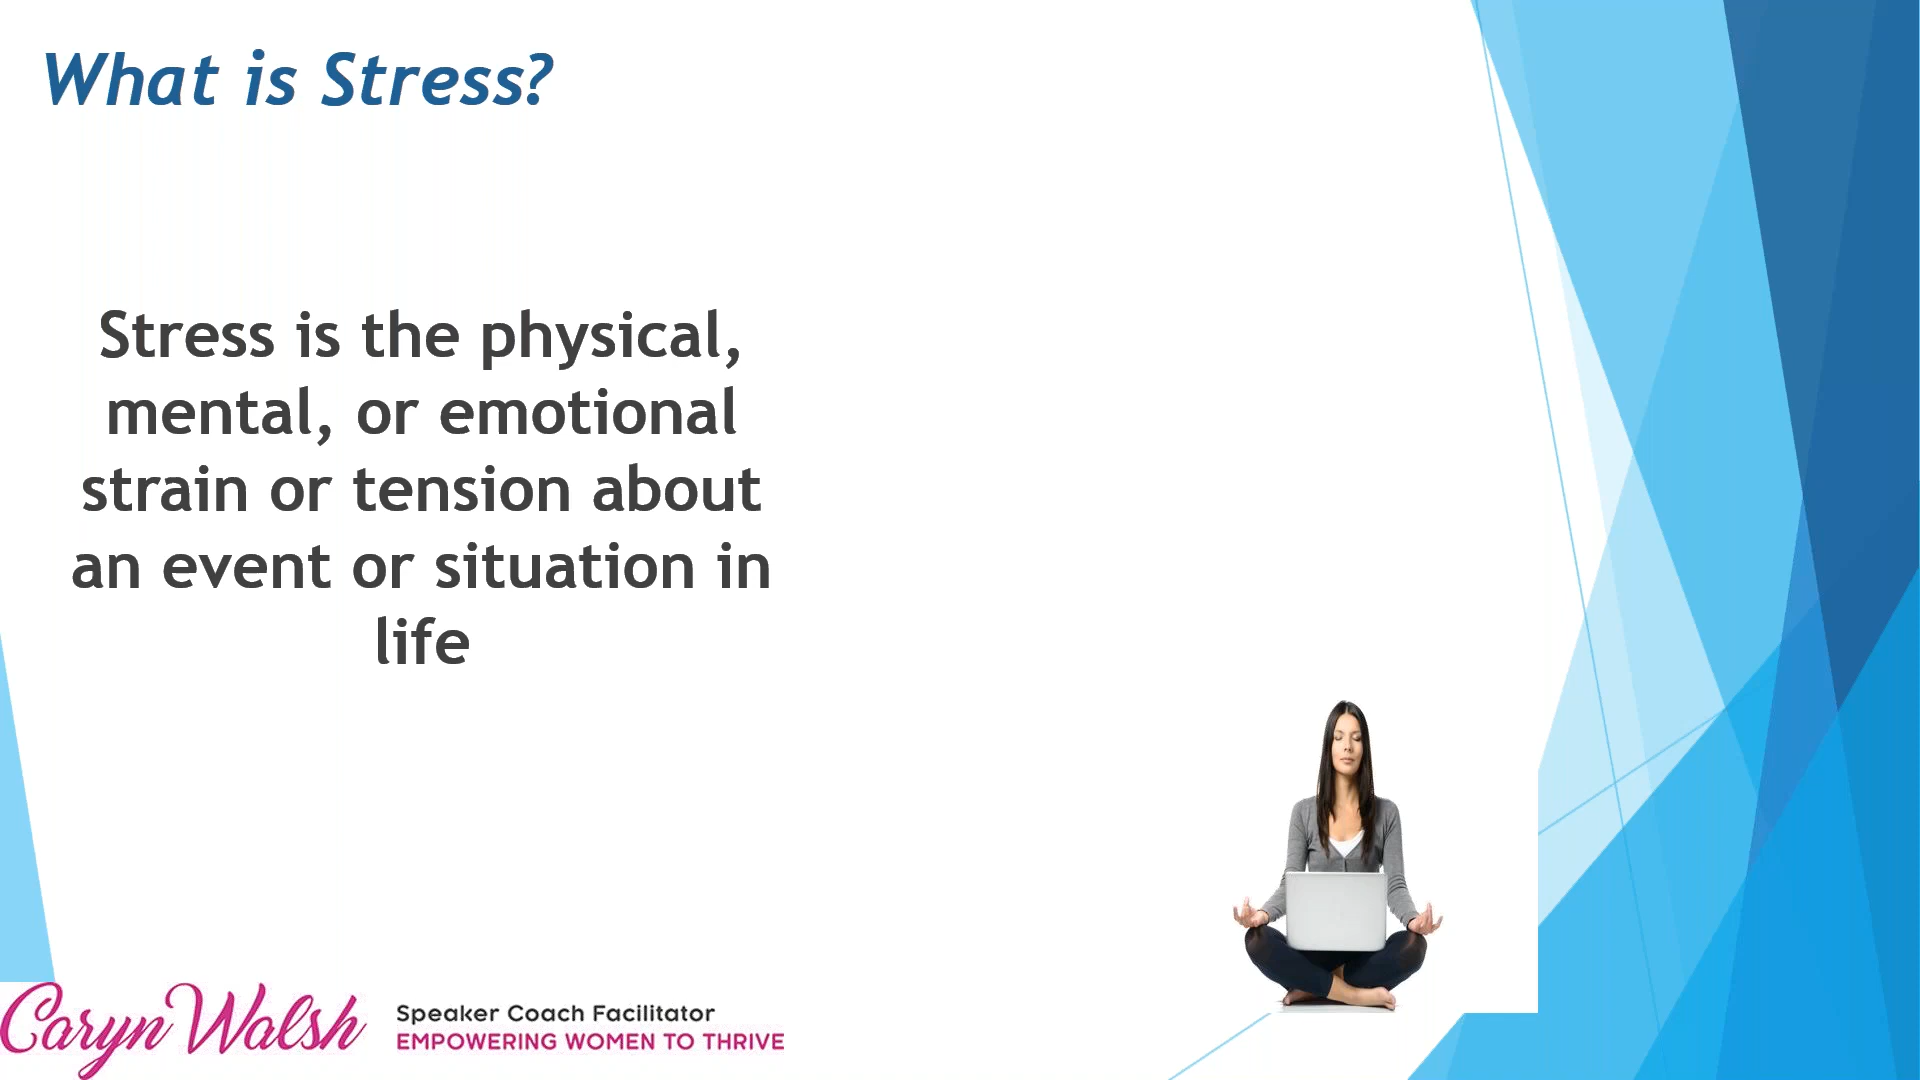 What is Stress?
Stress is the physical,
mental, or emotional
strain or tension about
an event or situation in
life
Caryn Walsh
Speaker Coach Facilitator
EMPOWERING WOMEN TO THRIVE